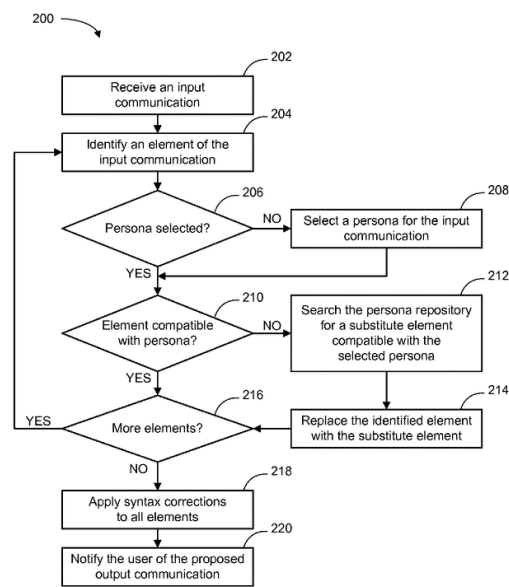 200
202
Receive an input
communication
204
Identify an element of the
input communication
206
Persona selected?
NO
208
Select a persona for the input
communication
YES
210
Element compatible
with persona?
NO
212
Search the persona repository
for a substitute element
compatible with the
selected persona
YES
216
More elements?
YES
214
Replace the identified element
with the substitute element
NO
218
Apply syntax corrections
to all elements
220
Notify the user of the proposed
output communication